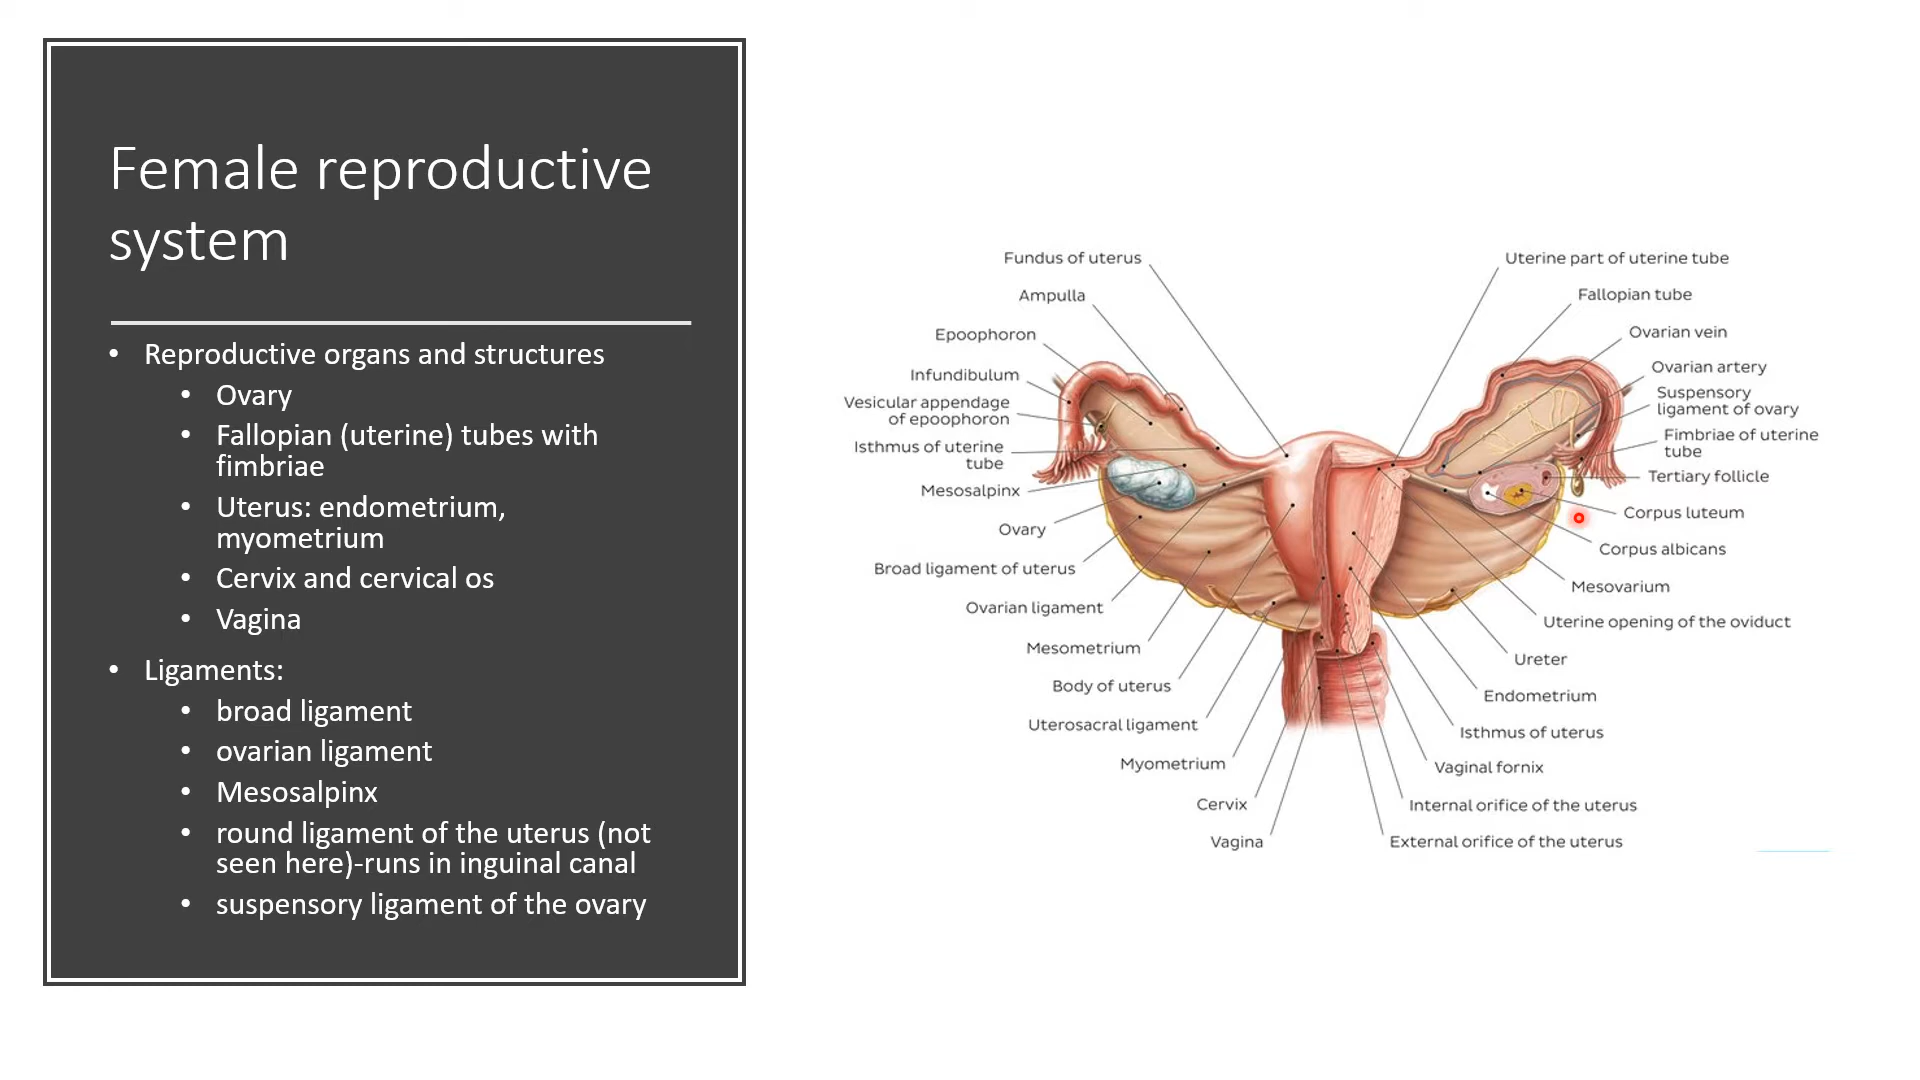 Female reproductive
system
• Reproductive organs and structures
• Ovary
• Fallopian (uterine) tubes with
fimbriae
• Uterus: endometrium,
myometrium
• Cervix and cervical os
• Vagina
• Ligaments:
• broad ligament
• ovarian ligament
• Mesosalpinx
• round ligament of the uterus (not
seen here)-runs in inguinal canal
• suspensory ligament of the ovary
Fundus of uterus
Ampulla
Epoophoron
Infundibulum
Vesicular appendage
of epoophoron
Isthmus of uterine
tube
Mesosalpinx
Ovary
Broad ligament of uterus
Ovarian ligament
Mesometrium
Body of uterus
Uterosacral ligament
Myometrium
Cervix
Vagina
Uterine part of uterine tube
Fallopian tube
Ovarian vein
Ovarian artery
Suspensory
ligament of ovary
Fimbriae of uterine
tube
Tertiary follicle
Corpus luteum
Corpus albicans
Mesovarium
Uterine opening of the oviduct
Ureter
Endometrium
Isthmus of uterus
Vaginal fornix
Internal orifice of the uterus
External orifice of the uterus